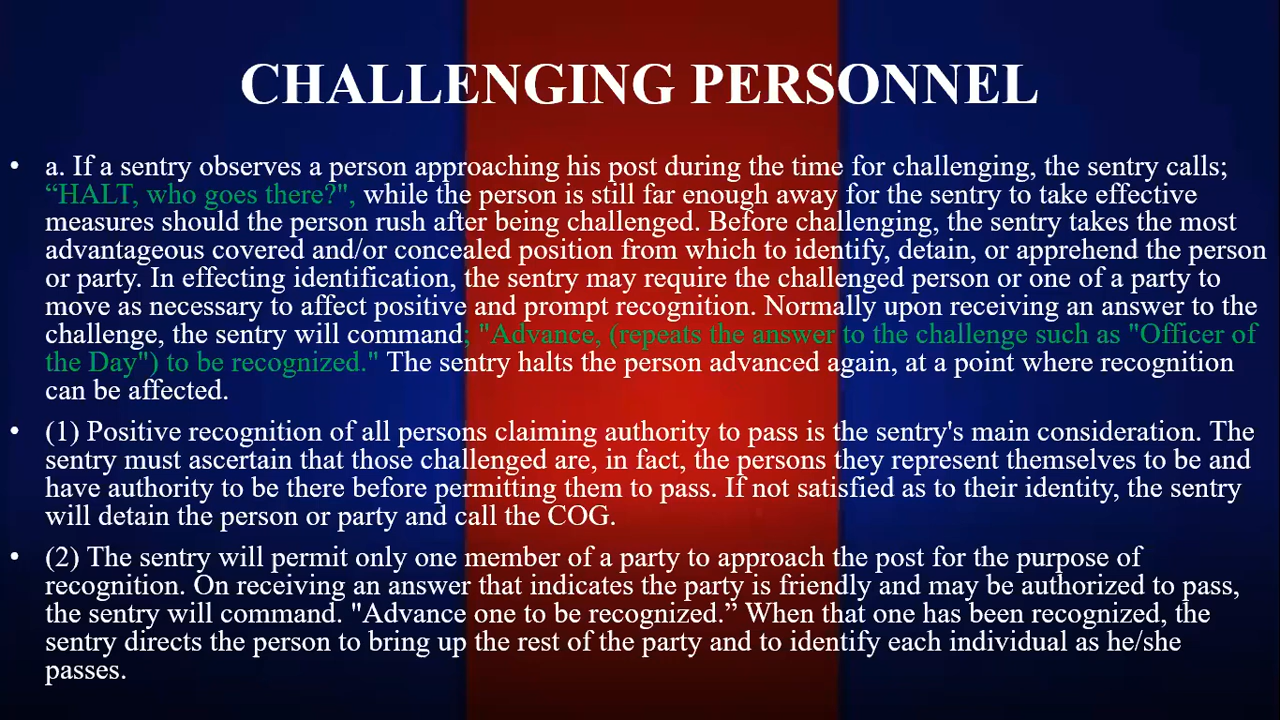 CHALLENGING PERSONNEL
• a. If a sentry observes a person approaching his post during the time for challenging, the sentry calls;
“HALT, who goes there?", while the person is still far enough away for the sentry to take effective
measures should the person rush after being challenged. Before challenging, the sentry takes the most
advantageous covered and/or concealed position from which to identify, detain, or apprehend the person
or party. In effecting identification, the sentry may require the challenged person or one of a party to
move as necessary to affect positive and prompt recognition. Normally upon receiving an answer to the
challenge, the sentry will command; "Advance, (repeats the answer to the challenge such as "Officer of
the Day") to be recognized." The sentry halts the person advanced again, at a point where recognition
can be affected.
• (1) Positive recognition of all persons claiming authority to pass is the sentry's main consideration. The
sentry must ascertain that those challenged are, in fact, the persons they represent themselves to be and
have authority to be there before permitting them to pass. If not satisfied as to their identity, the sentry
will detain the person or party and call the COG.
• (2) The sentry will permit only one member of a party to approach the post for the purpose of
recognition. On receiving an answer that indicates the party is friendly and may be authorized to pass,
the sentry will command. "Advance one to be recognized.” When that one has been recognized, the
sentry directs the person to bring up the rest of the party and to identify each individual as he/she
passes.